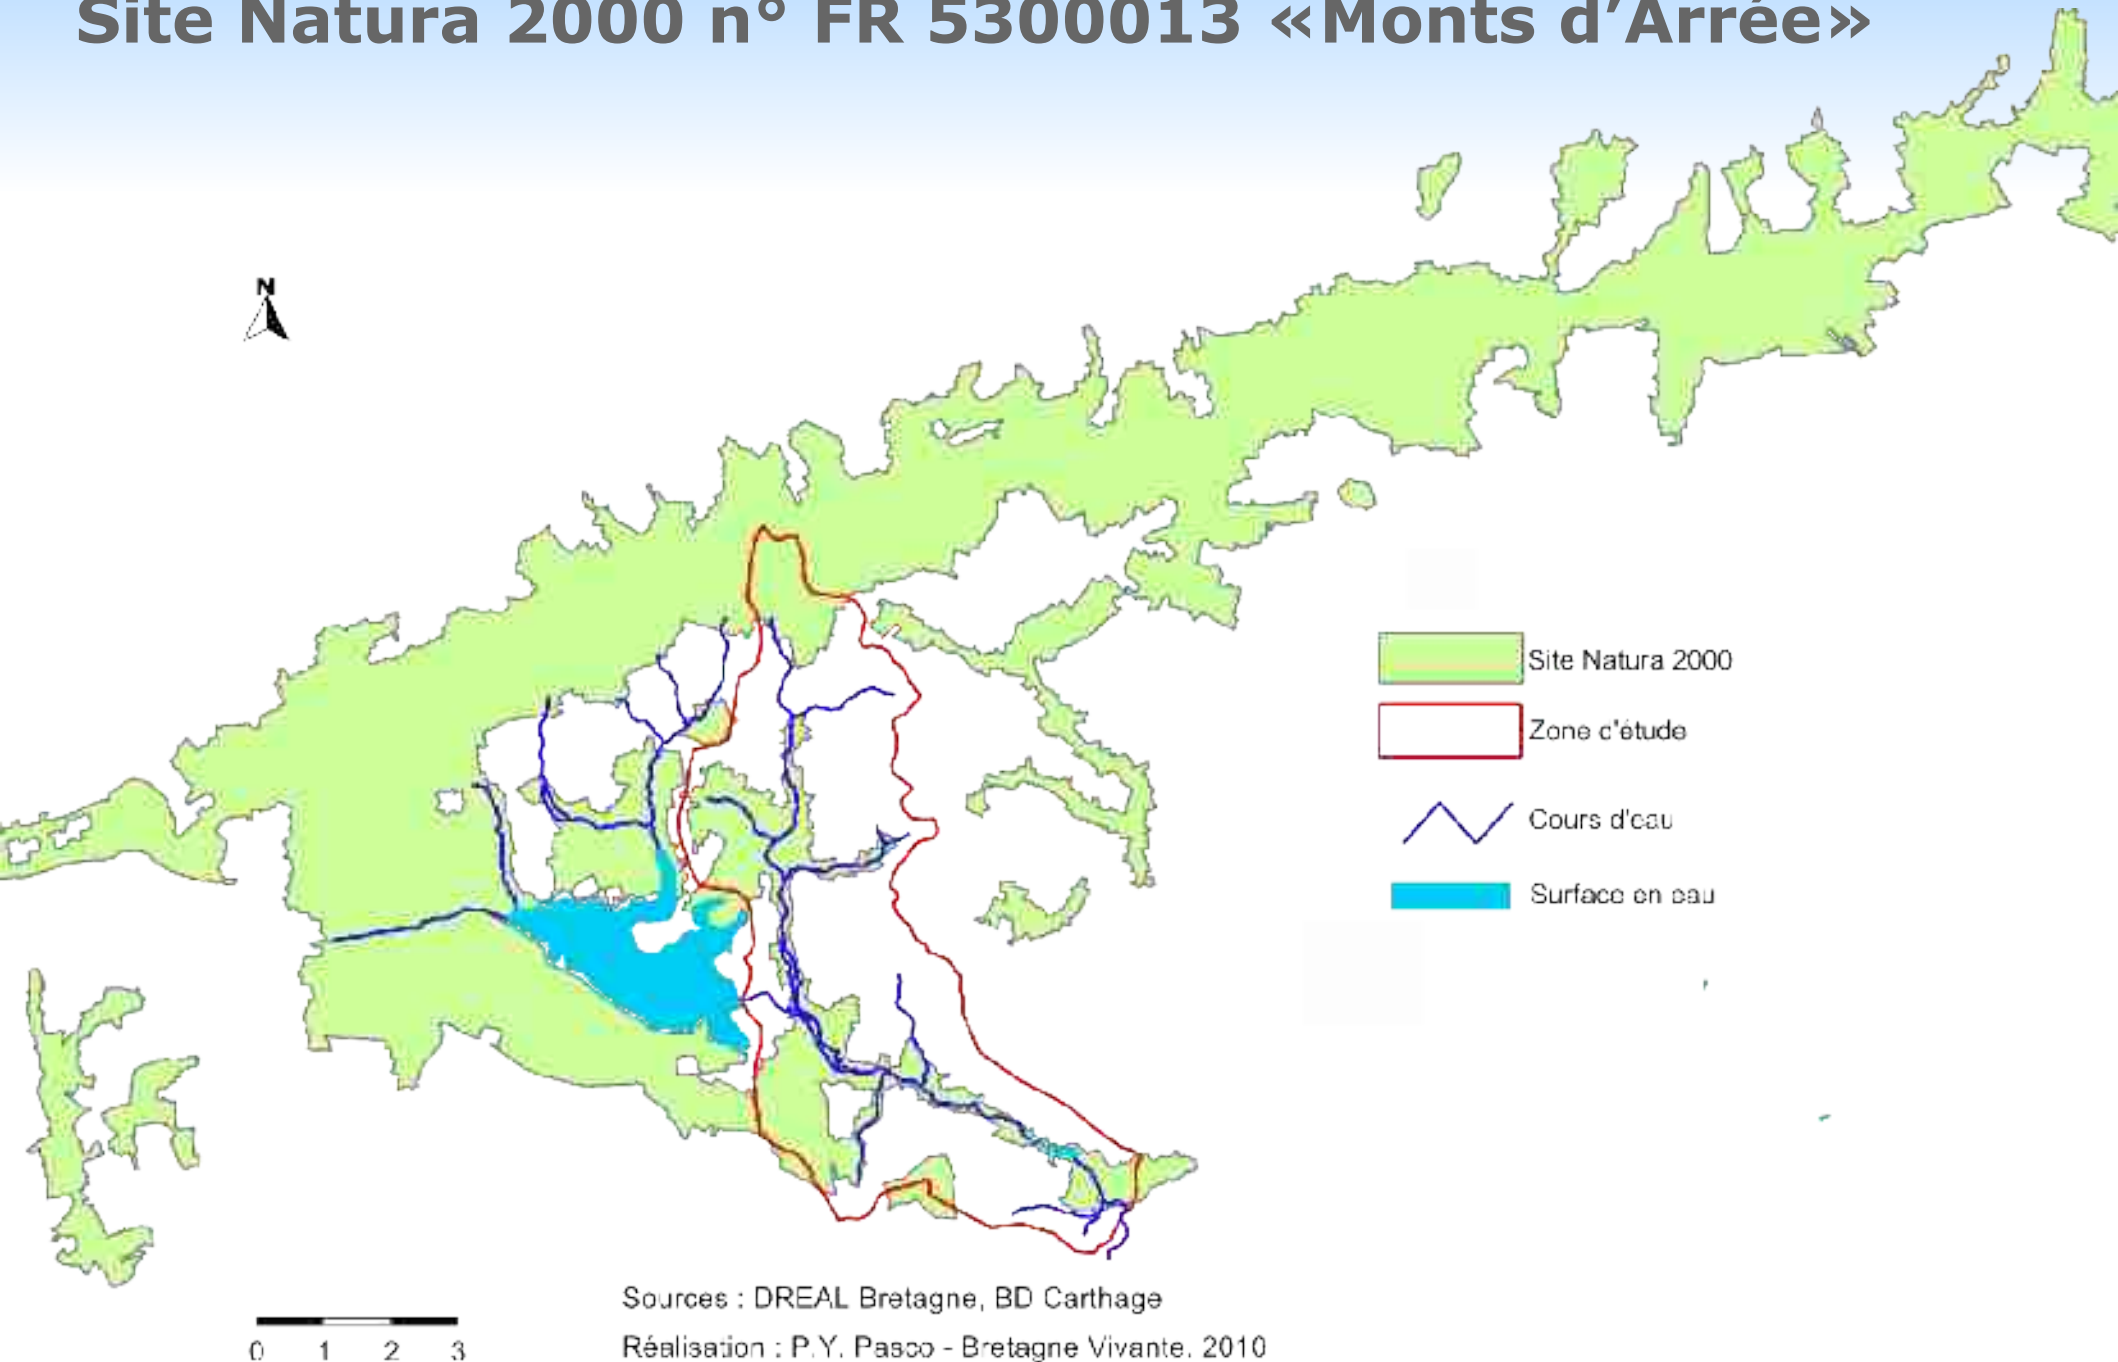 Site Natura 2000 n° FR 5300013 «Monts d'Arrée»
N
Site Natura 2000
Zone d'étude
Cours d'eau
Surface en eau
Sources : DREAL Bretagne, BD Carthage
0 1 2 3
Réalisation : P.Y. Pasco - Bretagne Vivante. 2010